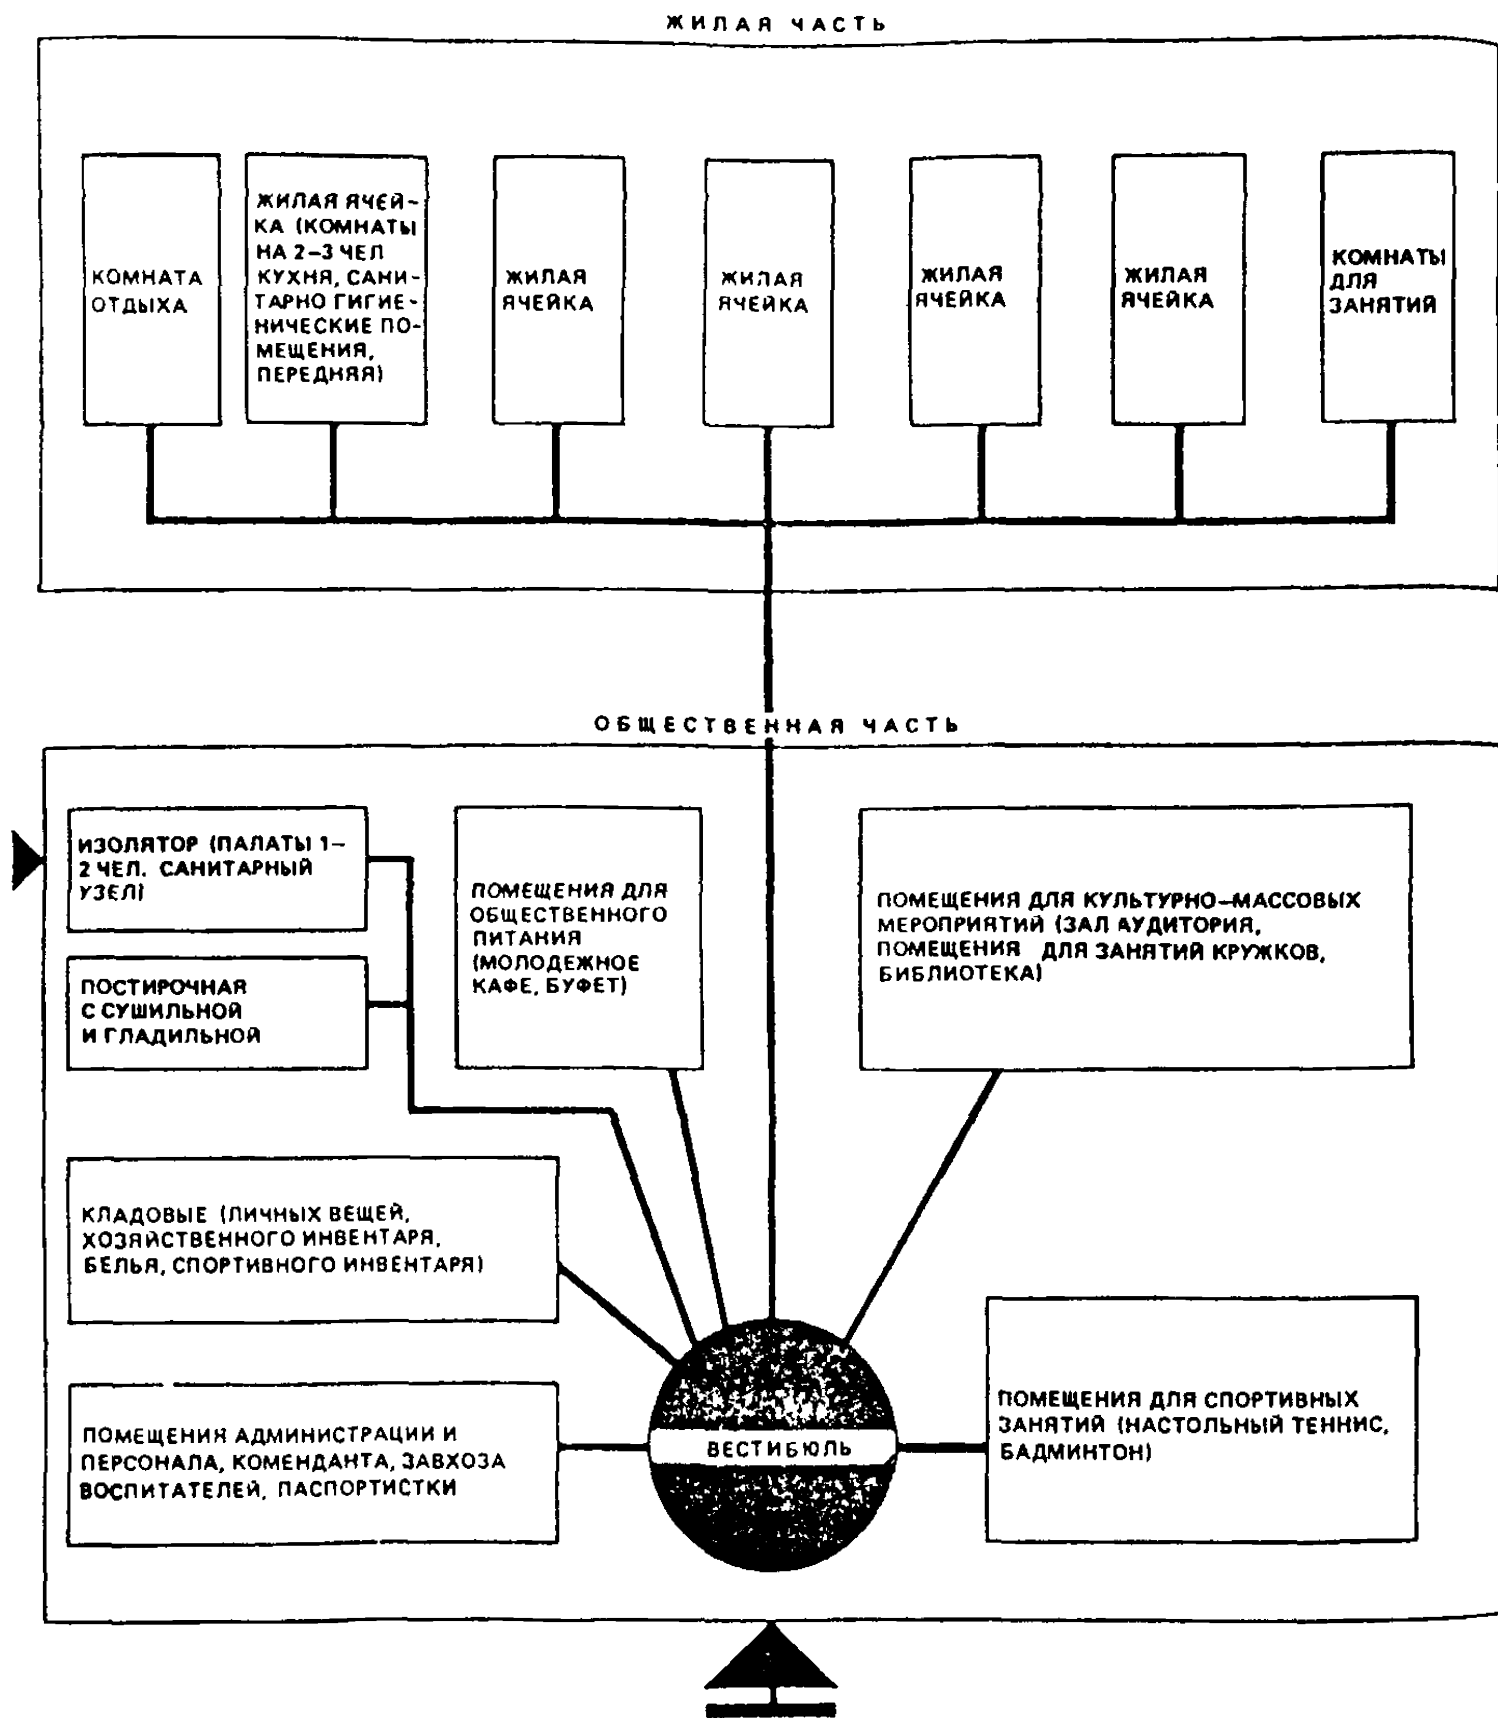 ЖИЛАЯ ЧАСТЬ
КОМНАТА
ОТДЫХА
ЖИЛАЯ ЯЧЕЙ–
КА (КОМНАТЫ
НА 2–3 ЧЕЛ
КУХНЯ, САНИ–
ТАРНО ГИГИЕ–
НИЧЕСКИЕ ПО–
МЕЩЕНИЯ,
ПЕРЕДНЯЯ)
ЖИЛАЯ
ЯЧЕЙКА
ЖИЛАЯ
ЯЧЕЙКА
ЖИЛАЯ
ЯЧЕЙКА
ЖИЛАЯ
ЯЧЕЙКА
КОМНАТЫ
ДЛЯ
ЗАНЯТИЙ
ОБЩЕСТВЕННАЯ ЧАСТЬ
ИЗОЛЯТОР (ПАЛАТЫ 1–
2 ЧЕЛ. САНИТАРНЫЙ
УЗЕЛ)
ПОСТИРОЧНАЯ
С СУШИЛЬНОЙ
И ГЛАДИЛЬНОЙ
ПОМЕЩЕНИЯ ДЛЯ
ОБЩЕСТВЕННОГО
ПИТАНИЯ
(МОЛОДЕЖНОЕ
КАФЕ, БУФЕТ)
ПОМЕЩЕНИЯ ДЛЯ КУЛЬТУРНО–МАССОВЫХ
МЕРОПРИЯТИЙ (ЗАЛ АУДИТОРИЯ,
ПОМЕЩЕНИЯ ДЛЯ ЗАНЯТИЙ КРУЖКОВ,
БИБЛИОТЕКА)
КЛАДОВЫЕ (ЛИЧНЫХ ВЕЩЕЙ,
ХОЗЯЙСТВЕННОГО ИНВЕНТАРЯ,
БЕЛЬЯ, СПОРТИВНОГО ИНВЕНТАРЯ)
ПОМЕЩЕНИЯ АДМИНИСТРАЦИИ И
ПЕРСОНАЛА, КОМЕНДАНТА, ЗАВХОЗА
ВОСПИТАТЕЛЕЙ, ПАСПОРТИСТКИ
ВЕСТИБЮЛЬ
ПОМЕЩЕНИЯ ДЛЯ СПОРТИВНЫХ
ЗАНЯТИЙ (НАСТОЛЬНЫЙ ТЕННИС,
БАДМИНТОН)